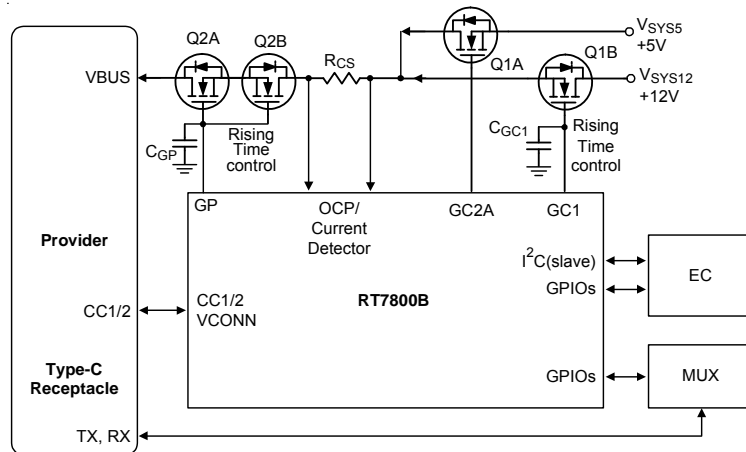 Q2A
Q2B
RCS
Q1A
VSYS5
+5V
Q1B
VSYS12
+12V
VBUS
CGP
Rising
Time
control
CGC1
Rising
Time
control
GP
OCP/
Current
Detector
GC2A
GC1
Provider
I2C(slave)
GPIOs
EC
CC1/2
CC1/2
VCONN
RT7800B
Type-C
Receptacle
GPIOs
MUX
TX, RX